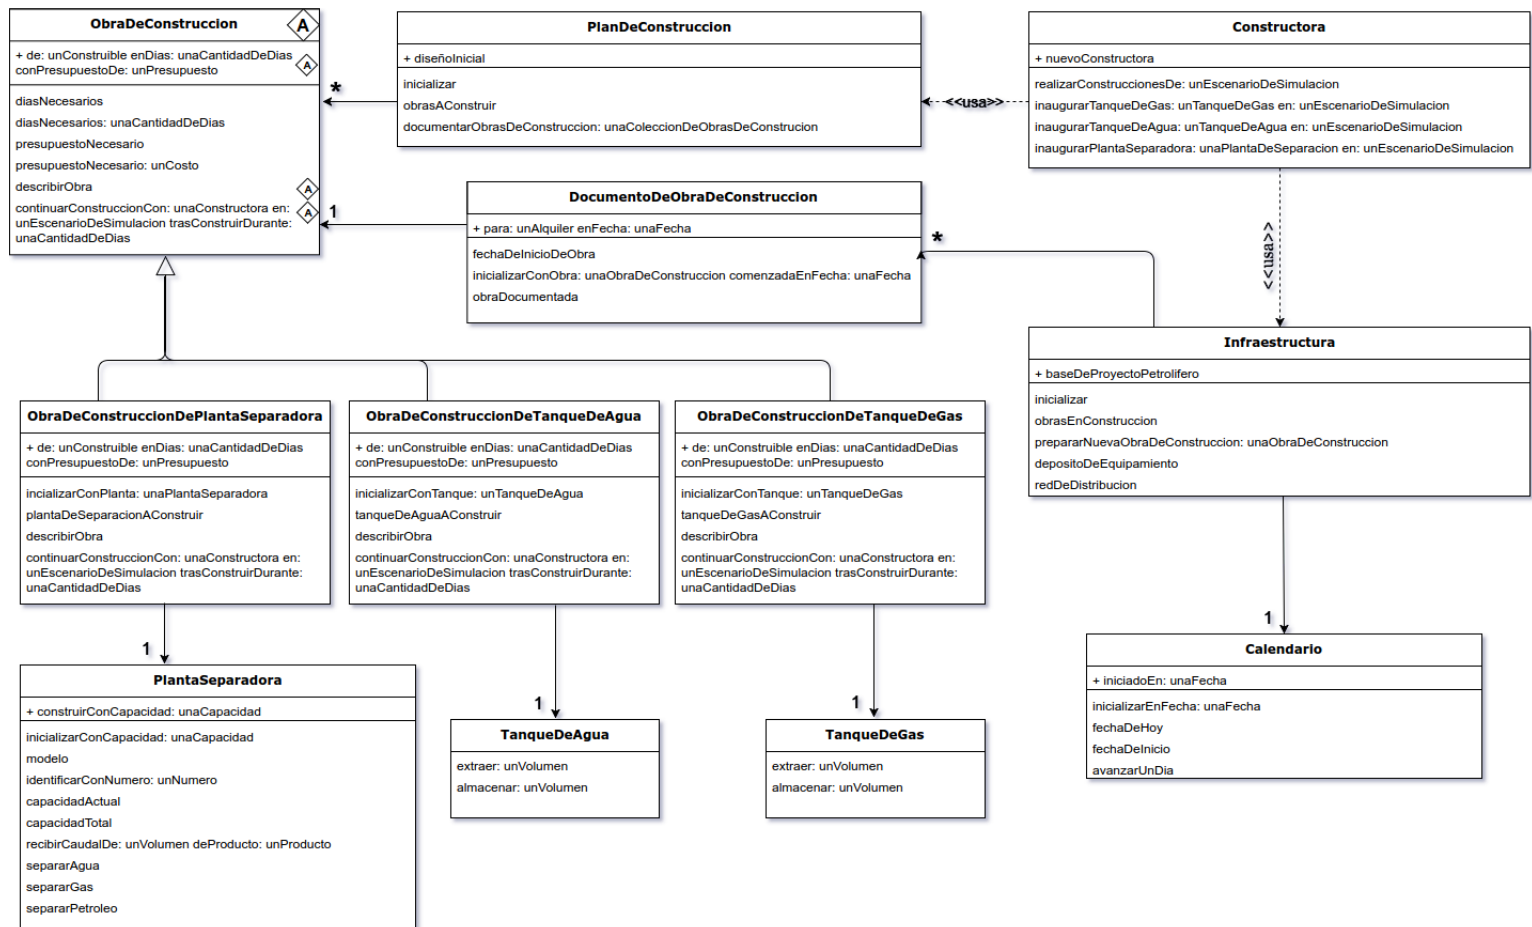 ObraDeConstruccion
A
+ de: unConstruible enDias: unaCantidadDeDias
conPresupuestoDe: unPresupuesto
A
diasNecesarios
diasNecesarios: unaCantidadDeDias
presupuestoNecesario
presupuestoNecesario: unCosto
describirObra
A
continuarConstruccionCon: unaConstructora en:
unEscenarioDeSimulacion trasConstruirDurante:
unaCantidadDeDias
A
PlanDeConstruccion
+ diseñoInicial
inicializar
obrasAConstruir
documentarObrasDeConstruccion: unaColeccionDeObrasDeConstrucion
*
<<usa>>
Constructora
+ nuevoConstructora
realizarConstruccionesDe: unEscenarioDeSimulacion
inaugurarTanqueDeGas: unTanqueDeGas en: unEscenarioDeSimulacion
inaugurarTanqueDeAgua: unTanqueDeAgua en: unEscenarioDeSimulacion
inaugurarPlantaSeparadora: unaPlantaDeSeparacion en: unEscenarioDeSimulacion
DocumentoDeObraDeConstruccion
+ para: unAlquiler enFecha: unaFecha
fechaDeInicioDeObra
inicializarConObra: unaObraDeConstruccion comenzadaEnFecha: unaFecha
obraDocumentada
1
*
<<usa>>
Infraestructura
+ baseDeProyectoPetrolifero
inicializar
obrasEnConstruccion
prepararNuevaObraDeConstruccion: unaObraDeConstruccion
depositoDeEquipamiento
redDeDistribucion
ObraDeConstruccionDePlantaSeparadora
+ de: unConstruible enDias: unaCantidadDeDias
conPresupuestoDe: unPresupuesto
incializarConPlanta: unaPlantaSeparadora
plantaDeSeparacionAConstruir
describirObra
continuarConstruccionCon: unaConstructora en:
unEscenarioDeSimulacion trasConstruirDurante:
unaCantidadDeDias
ObraDeConstruccionDeTanqueDeAgua
+ de: unConstruible enDias: unaCantidadDeDias
conPresupuestoDe: unPresupuesto
inicializarConTanque: unTanqueDeAgua
tanqueDeAguaAConstruir
describirObra
continuarConstruccionCon: unaConstructora en:
unEscenarioDeSimulacion trasConstruirDurante:
unaCantidadDeDias
ObraDeConstruccionDeTanqueDeGas
+ de: unConstruible enDias: unaCantidadDeDias
conPresupuestoDe: unPresupuesto
inicializarConTanque: unTanqueDeGas
tanqueDeGasAConstruir
describirObra
continuarConstruccionCon: unaConstructora en:
unEscenarioDeSimulacion trasConstruirDurante:
unaCantidadDeDias
1
1
1
1
PlantaSeparadora
+ construirConCapacidad: unaCapacidad
inicializarConCapacidad: unaCapacidad
modelo
identificarConNumero: unNumero
capacidadActual
capacidadTotal
recibirCaudalDe: unVolumen deProducto: unProducto
separarAgua
separarGas
separarPetroleo
TanqueDeAgua
extraer: unVolumen
almacenar: unVolumen
TanqueDeGas
extraer: unVolumen
almacenar: unVolumen
Calendario
+ iniciadoEn: unaFecha
inicializarEnFecha: unaFecha
fechaDeHoy
fechaDeInicio
avanzarUnDia